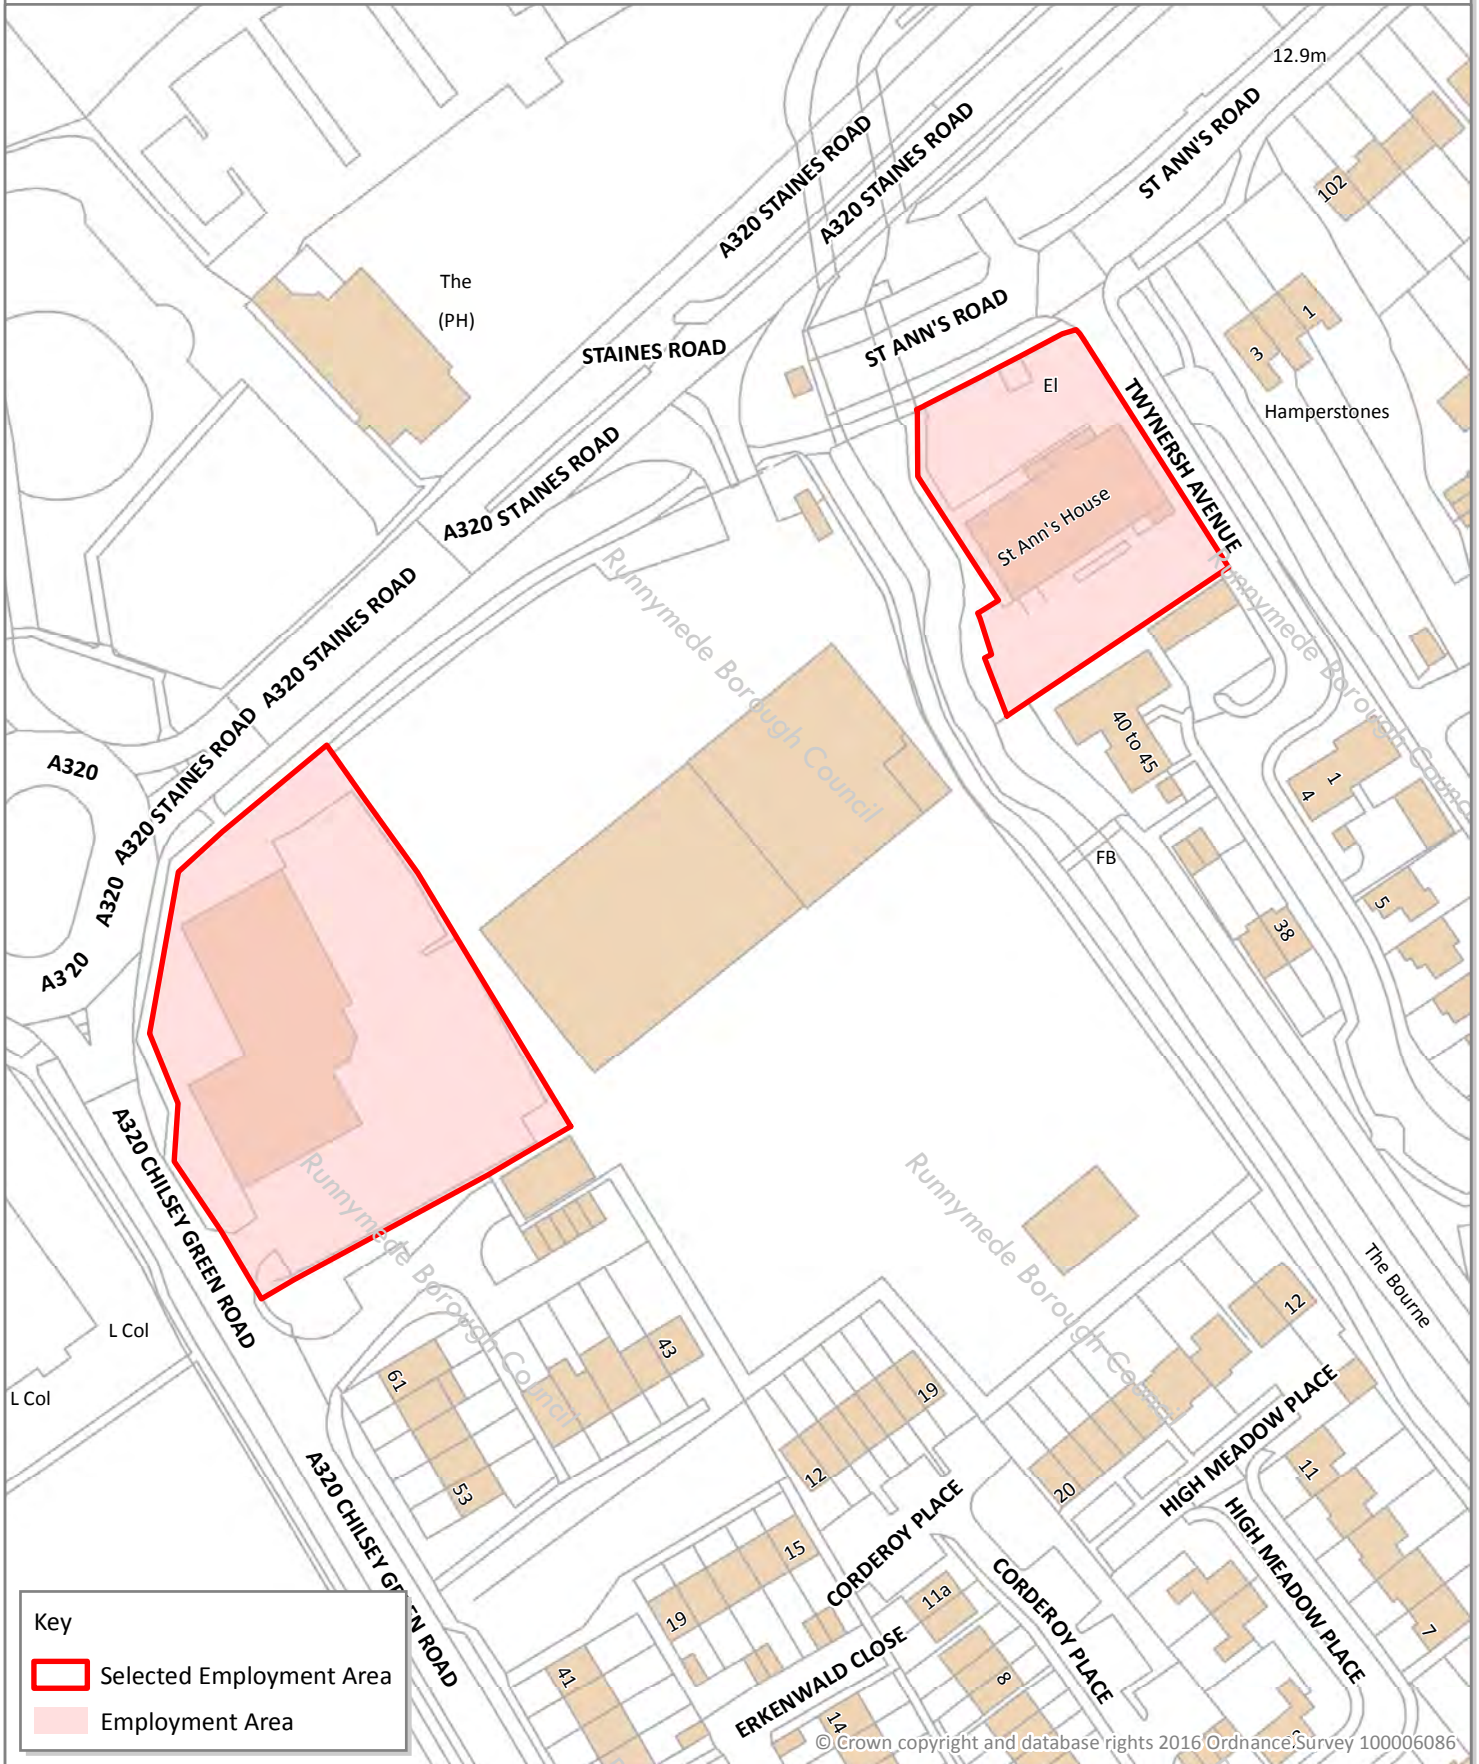 12.9m
A320 STAINES ROAD
A320 STAINES ROAD
ST ANN'S ROAD
102
The
(PH)
STAINES ROAD
ST ANN'S ROAD
1
3
El
TWYNERSH AVENUE
Hamperstones
A320 STAINES ROAD
St Ann's House
A320 STAINES ROAD
Runnymede Borough Council
Runnymede Borough Council
A320 STAINES ROAD
40 to 45
A320
1
4
A320
FB
5
38
A320
A320 CHILSEY GREEN ROAD
Runnymede Borough Council
Runnymede Borough Council
The Bourne
L Col
12
43
61
L Col
19
HIGH MEADOW PLACE
12
20
11
53
A320 CHILSEY GREEN ROAD
CORDEROY PLACE
HIGH MEADOW PLACE
15
11a
CORDEROY PLACE
19
7
41
ERKENWALD CLOSE
8
14
Key
Selected Employment Area
Employment Area
© Crown copyright and database rights 2016 Ordnance Survey 100006086